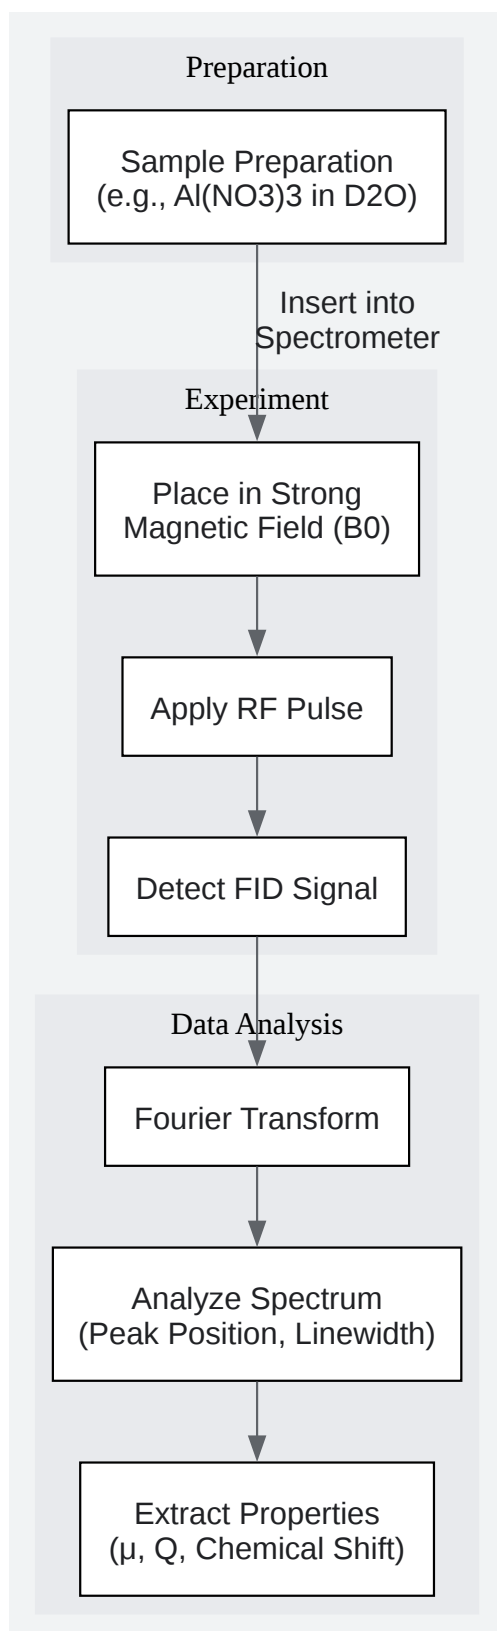 Preparation
Sample Preparation
(e.g., Al(NO3)3 in D2O)
Insert into
Spectrometer
Experiment
Place in Strong
Magnetic Field (B0)
Apply RF Pulse
Detect FID Signal
Data Analysis
Fourier Transform
Analyze Spectrum
(Peak Position, Linewidth)
Extract Properties
(μ, Q, Chemical Shift)